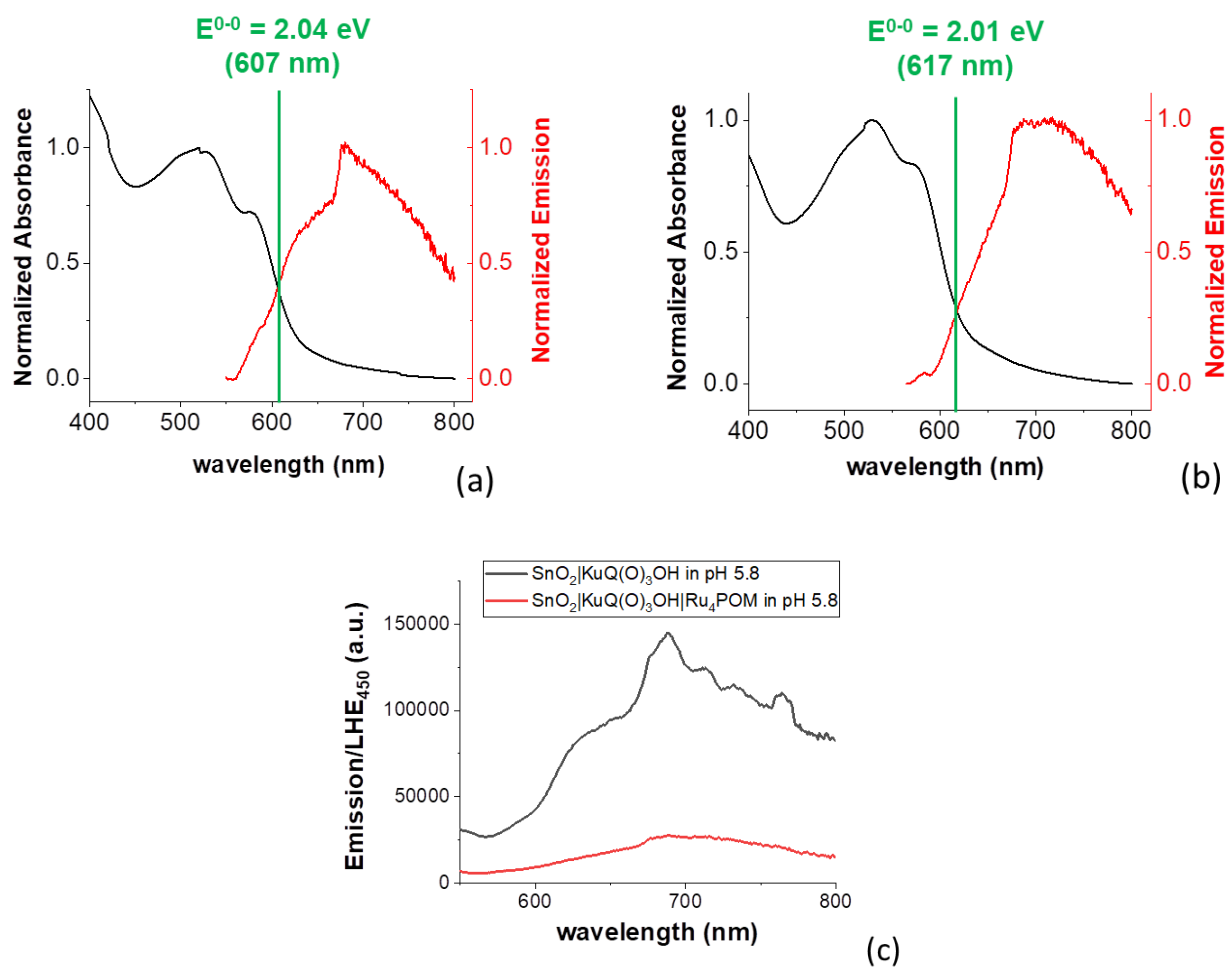 E⁰⁻⁰ = 2.04 eV
(607 nm)
Normalized Absorbance
1.0
0.5
0.0
400 500 600 700 800
wavelength (nm)
1.0
0.5
0.0
Normalized Emission
(a)
E⁰⁻⁰ = 2.01 eV
(617 nm)
Normalized Absorbance
1.0
0.5
0.0
400 500 600 700 800
wavelength (nm)
1.0
0.5
0.0
Normalized Emission
(b)
SnO₂|KuQ(O)₃OH in pH 5.8
SnO₂|KuQ(O)₃OH|Ru₄POM in pH 5.8
Emission/LHE₄₅₀ (a.u.)
150000
100000
50000
0
600 700 800
wavelength (nm)
(c)